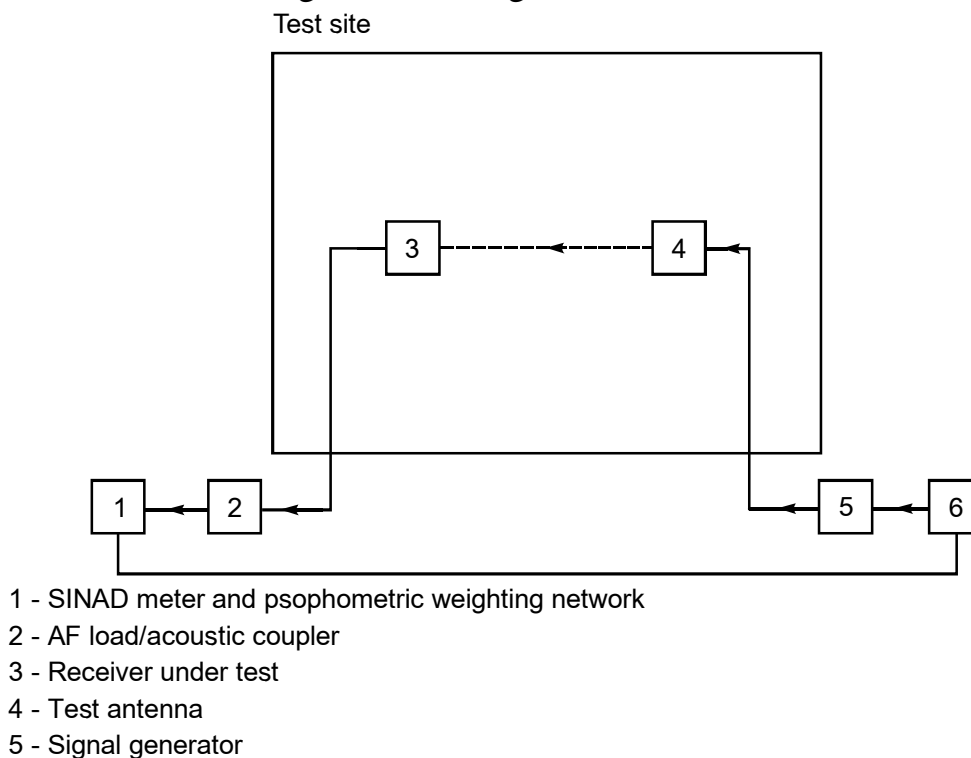 Test site
3
4
1
2
5
6
1 - SINAD meter and psophometric weighting network
2 - AF load/acoustic coupler
3 - Receiver under test
4 - Test antenna
5 - Signal generator